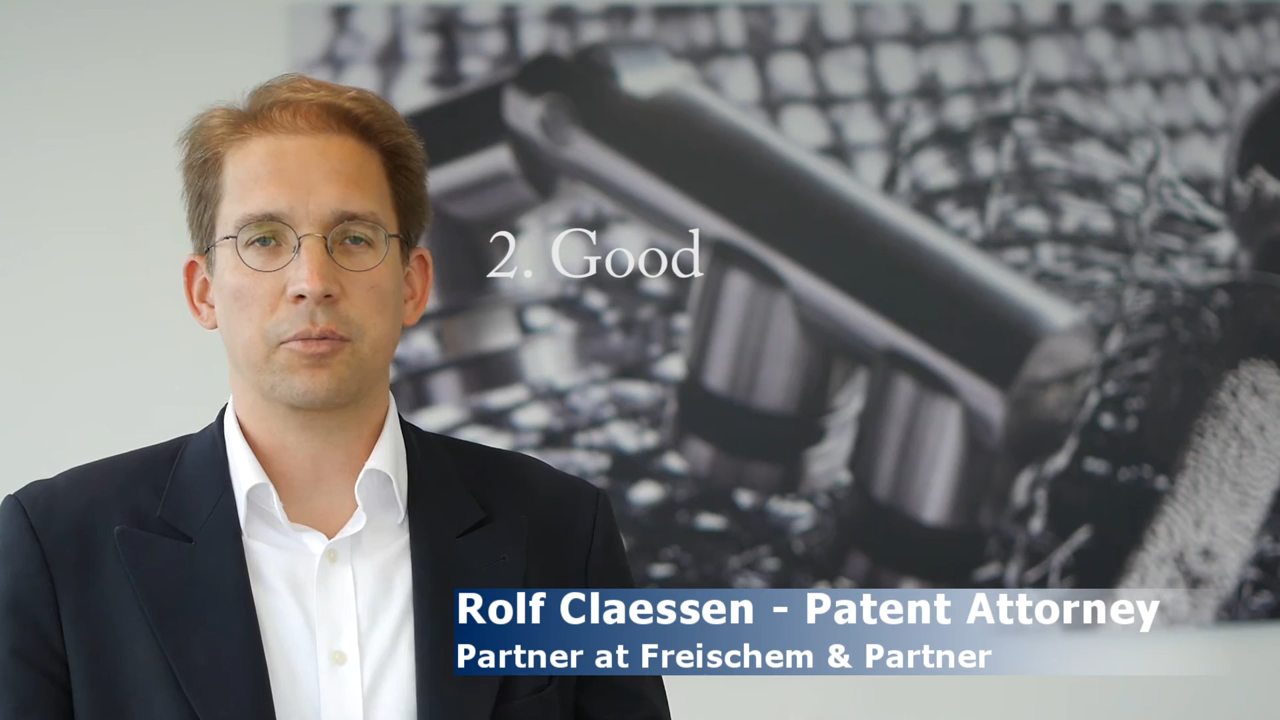 2. Good
Rolf Claessen - Patent Attorney
Partner at Freischem & Partner